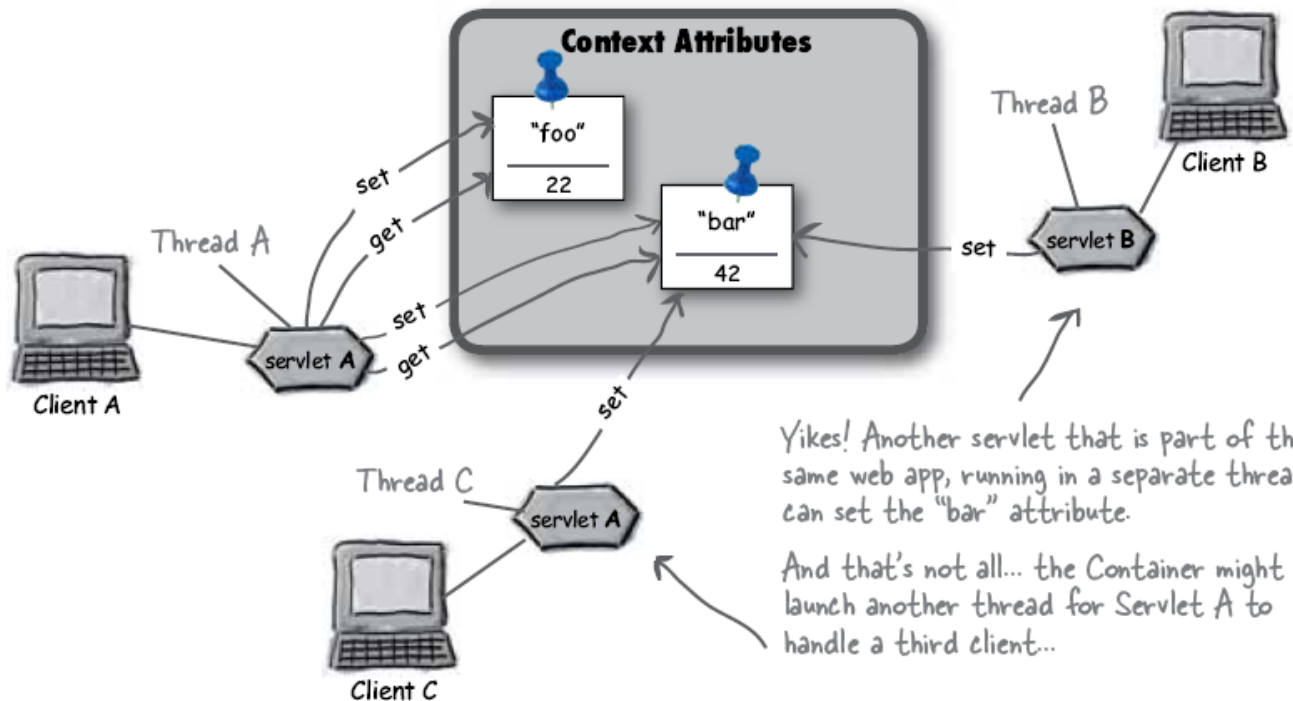 Context Attributes
"foo"
22
"bar"
42
set
get
set
get
set
set
Thread A
servlet A
Client A
Thread B
servlet B
Client B
Thread C
servlet A
Client C
Yikes! Another servlet that is part of th
same web app, running in a separate threa
can set the "bar" attribute.
And that's not all... the Container might
launch another thread for Servlet A to
handle a third client...